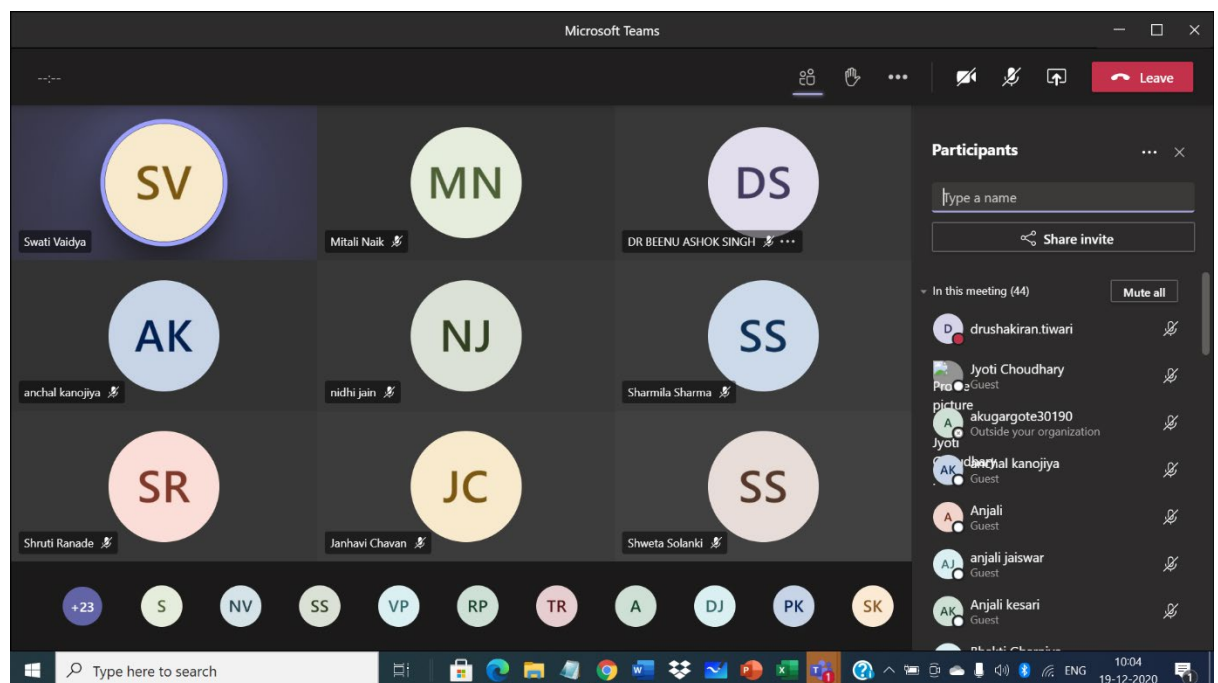 Microsoft Teams
--:--
Leave
SV
Swati Vaidya
MN
Mitali Naik
DS
DR BEENU ASHOK SINGH
AK
anchal kanojiya
NJ
nidhi jain
SS
Sharmila Sharma
SR
Shruti Ranade
JC
Janhavi Chavan
SS
Shweta Solanki
+23
S
NV
SS
VP
RP
TR
A
DJ
PK
SK
Participants
Type a name
Share invite
In this meeting (44)
Mute all
D
drushakiran.tiwari
Jyoti Choudhary
Guest
picture
A
akugargote30190
Outside your organization
Jyoti
AK
anchal kanojiya
Guest
A
Anjali
Guest
AJ
anjali jaiswar
Guest
AK
Anjali kesari
Guest
Type here to search
ENG
10:04
19-12-2020